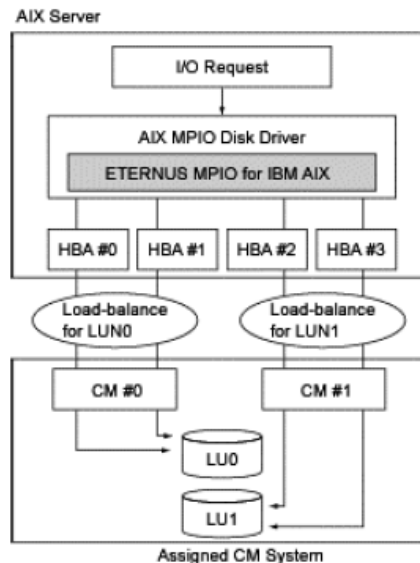 AIX Server
I/O Request
AIX MPIO Disk Driver
ETERNUS MPIO for IBM AIX
HBA #0
HBA #1
HBA #2
HBA #3
Load-balance
for LUN0
Load-balance
for LUN1
CM #0
CM #1
LU0
LU1
Assigned CM System